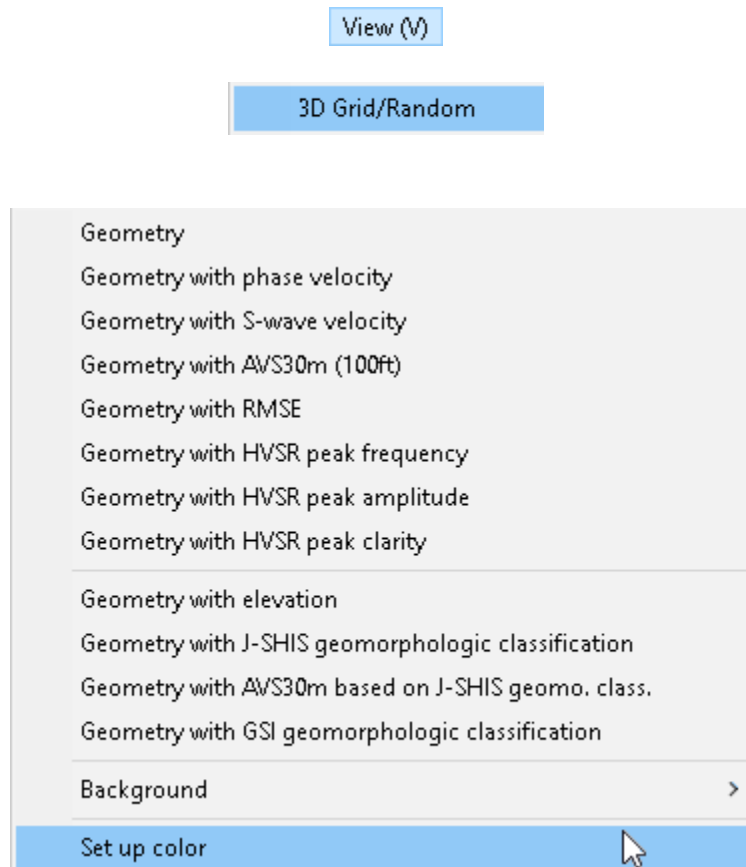 View (V)
3D Grid/Random
Geometry
Geometry with phase velocity
Geometry with S-wave velocity
Geometry with AVS30m (100ft)
Geometry with RMSE
Geometry with HVSR peak frequency
Geometry with HVSR peak amplitude
Geometry with HVSR peak clarity
Geometry with elevation
Geometry with J-SHIS geomorphologic classification
Geometry with AVS30m based on J-SHIS geomo. class.
Geometry with GSI geomorphologic classification
Background
Set up color